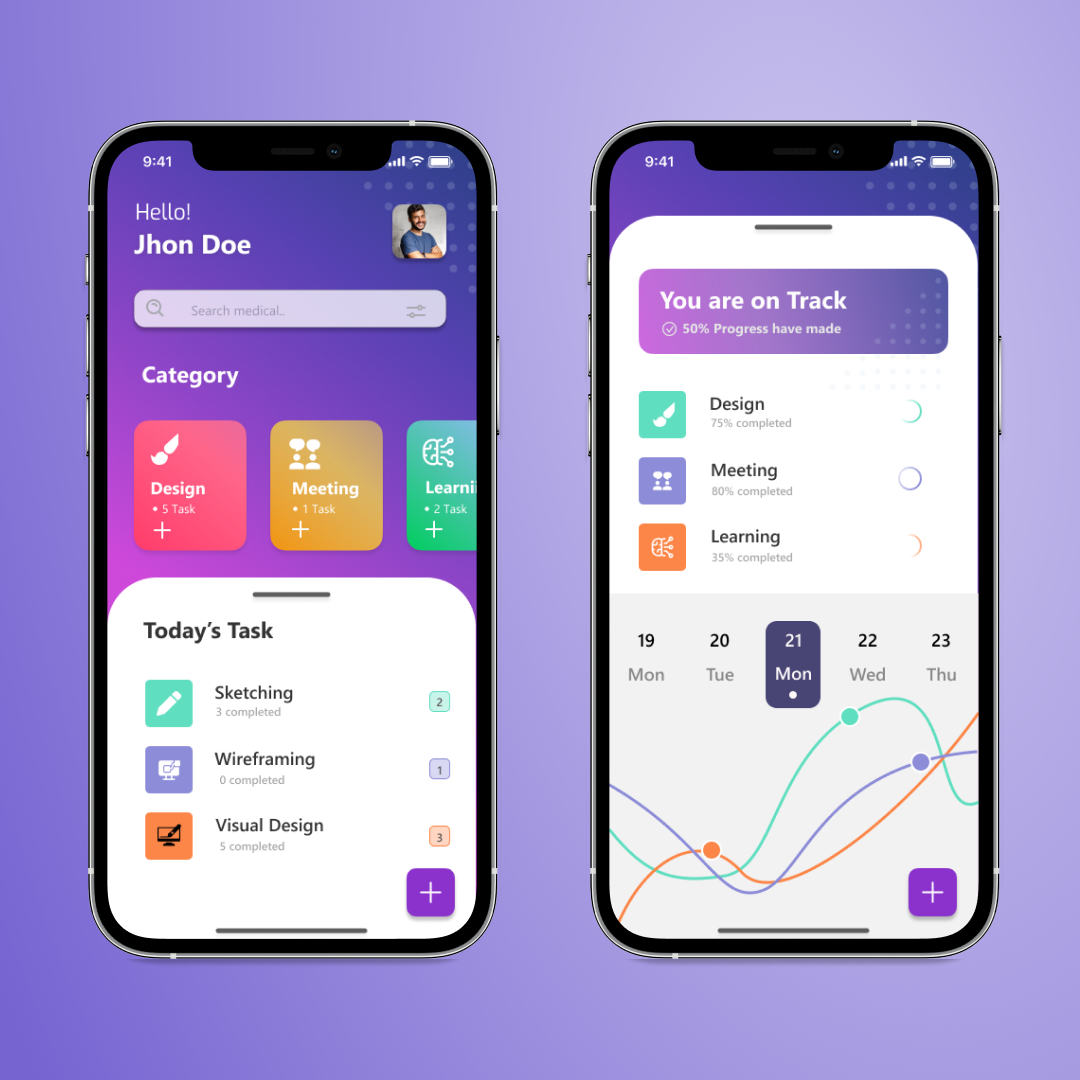 9:41
Hello!
Jhon Doe
Search medical..
Category
Design
• 5 Task
Meeting
• 1 Task
Learni
• 2 Task
Today's Task
Sketching
3 completed
2
Wireframing
0 completed
1
Visual Design
5 completed
3
9:41
You are on Track
50% Progress have made
Design
75% completed
Meeting
80% completed
Learning
35% completed
19 20 21 22 23
Mon Tue Mon Wed Thu